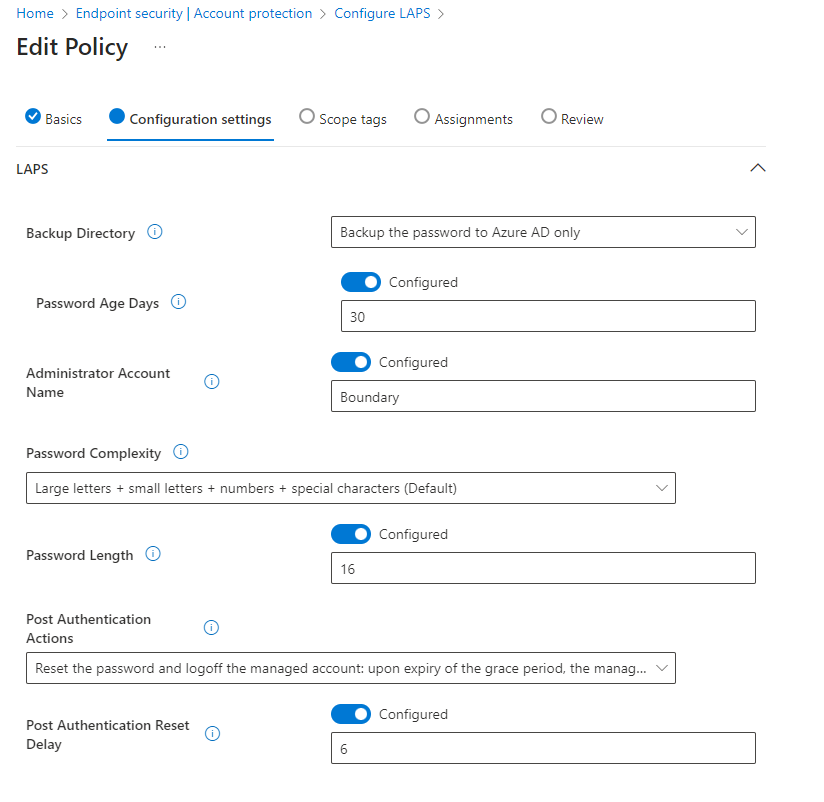 Home > Endpoint security | Account protection > Configure LAPS >
Edit Policy ...
Basics Configuration settings Scope tags Assignments Review
LAPS
Backup Directory
Backup the password to Azure AD only
Configured
Password Age Days
30
Configured
Administrator Account
Name
Boundary
Password Complexity
Large letters + small letters + numbers + special characters (Default)
Configured
Password Length
16
Post Authentication
Actions
Reset the password and logoff the managed account: upon expiry of the grace period, the manag...
Configured
Post Authentication Reset
Delay
6